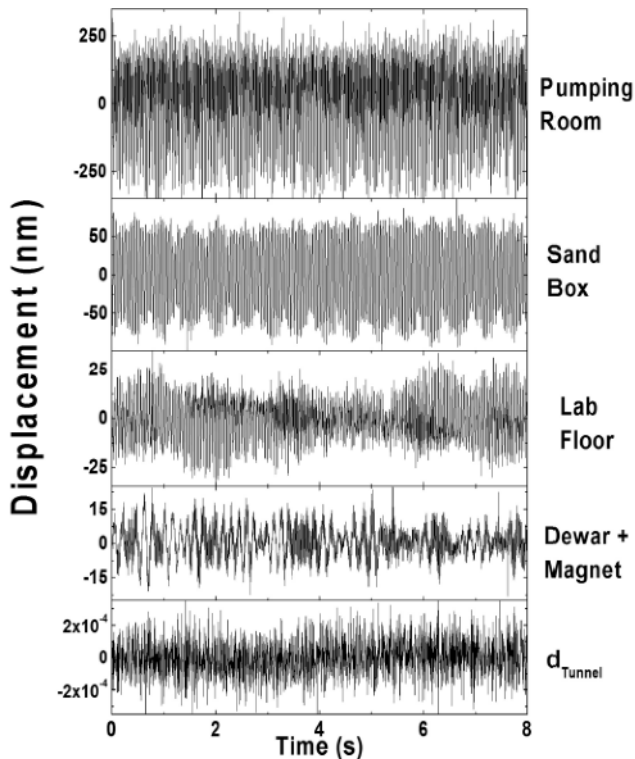 Displacement (nm)
250
0
-250
Pumping
Room
50
0
-50
Sand
Box
25
0
-25
Lab
Floor
15
0
-15
Dewar +
Magnet
2x10⁻⁴
0
-2x10⁻⁴
d_Tunnel
0 2 4 6 8
Time (s)